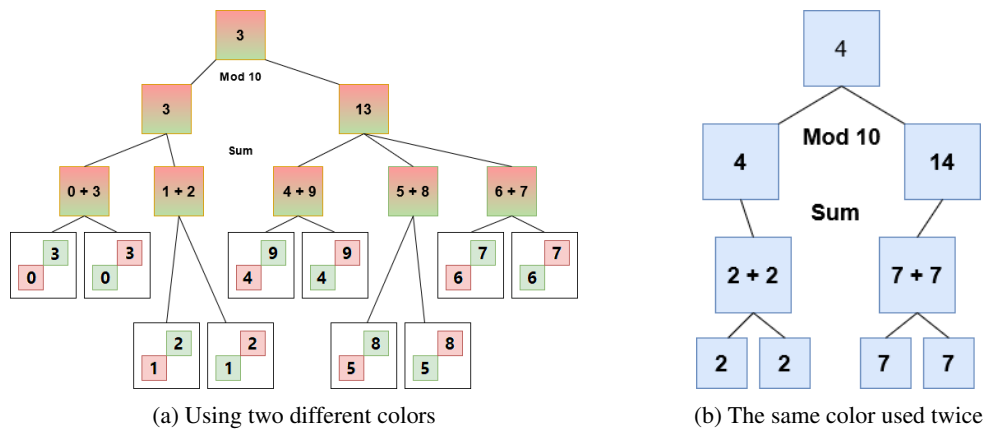 3
Mod 10
3 13
Sum
0 + 3 1 + 2 4 + 9 5 + 8 6 + 7
3 3 9 9 7 7
0 0 4 4 6 6
2 2 8 8
1 1 5 5
(a) Using two different colors
4
Mod 10
4 14
Sum
2 + 2 7 + 7
2 2 7 7
(b) The same color used twice